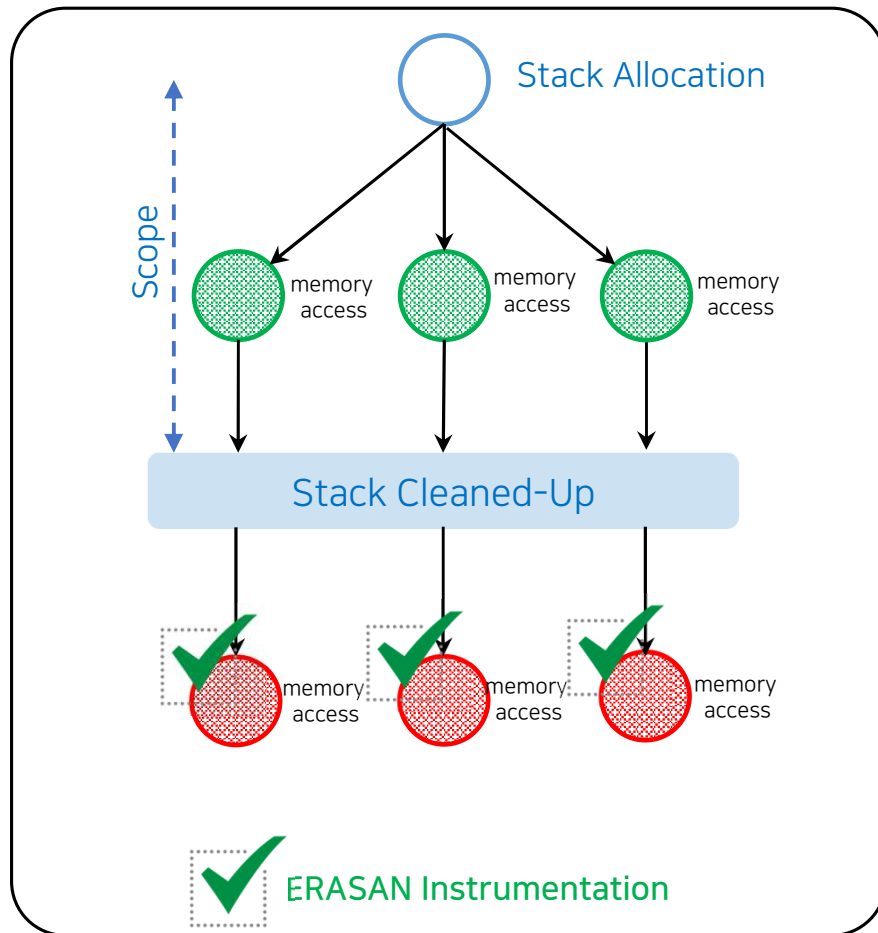 Stack Allocation
Scope
memory
access
memory
access
memory
access
Stack Cleaned-Up
memory
access
memory
access
memory
access
ERASAN Instrumentation